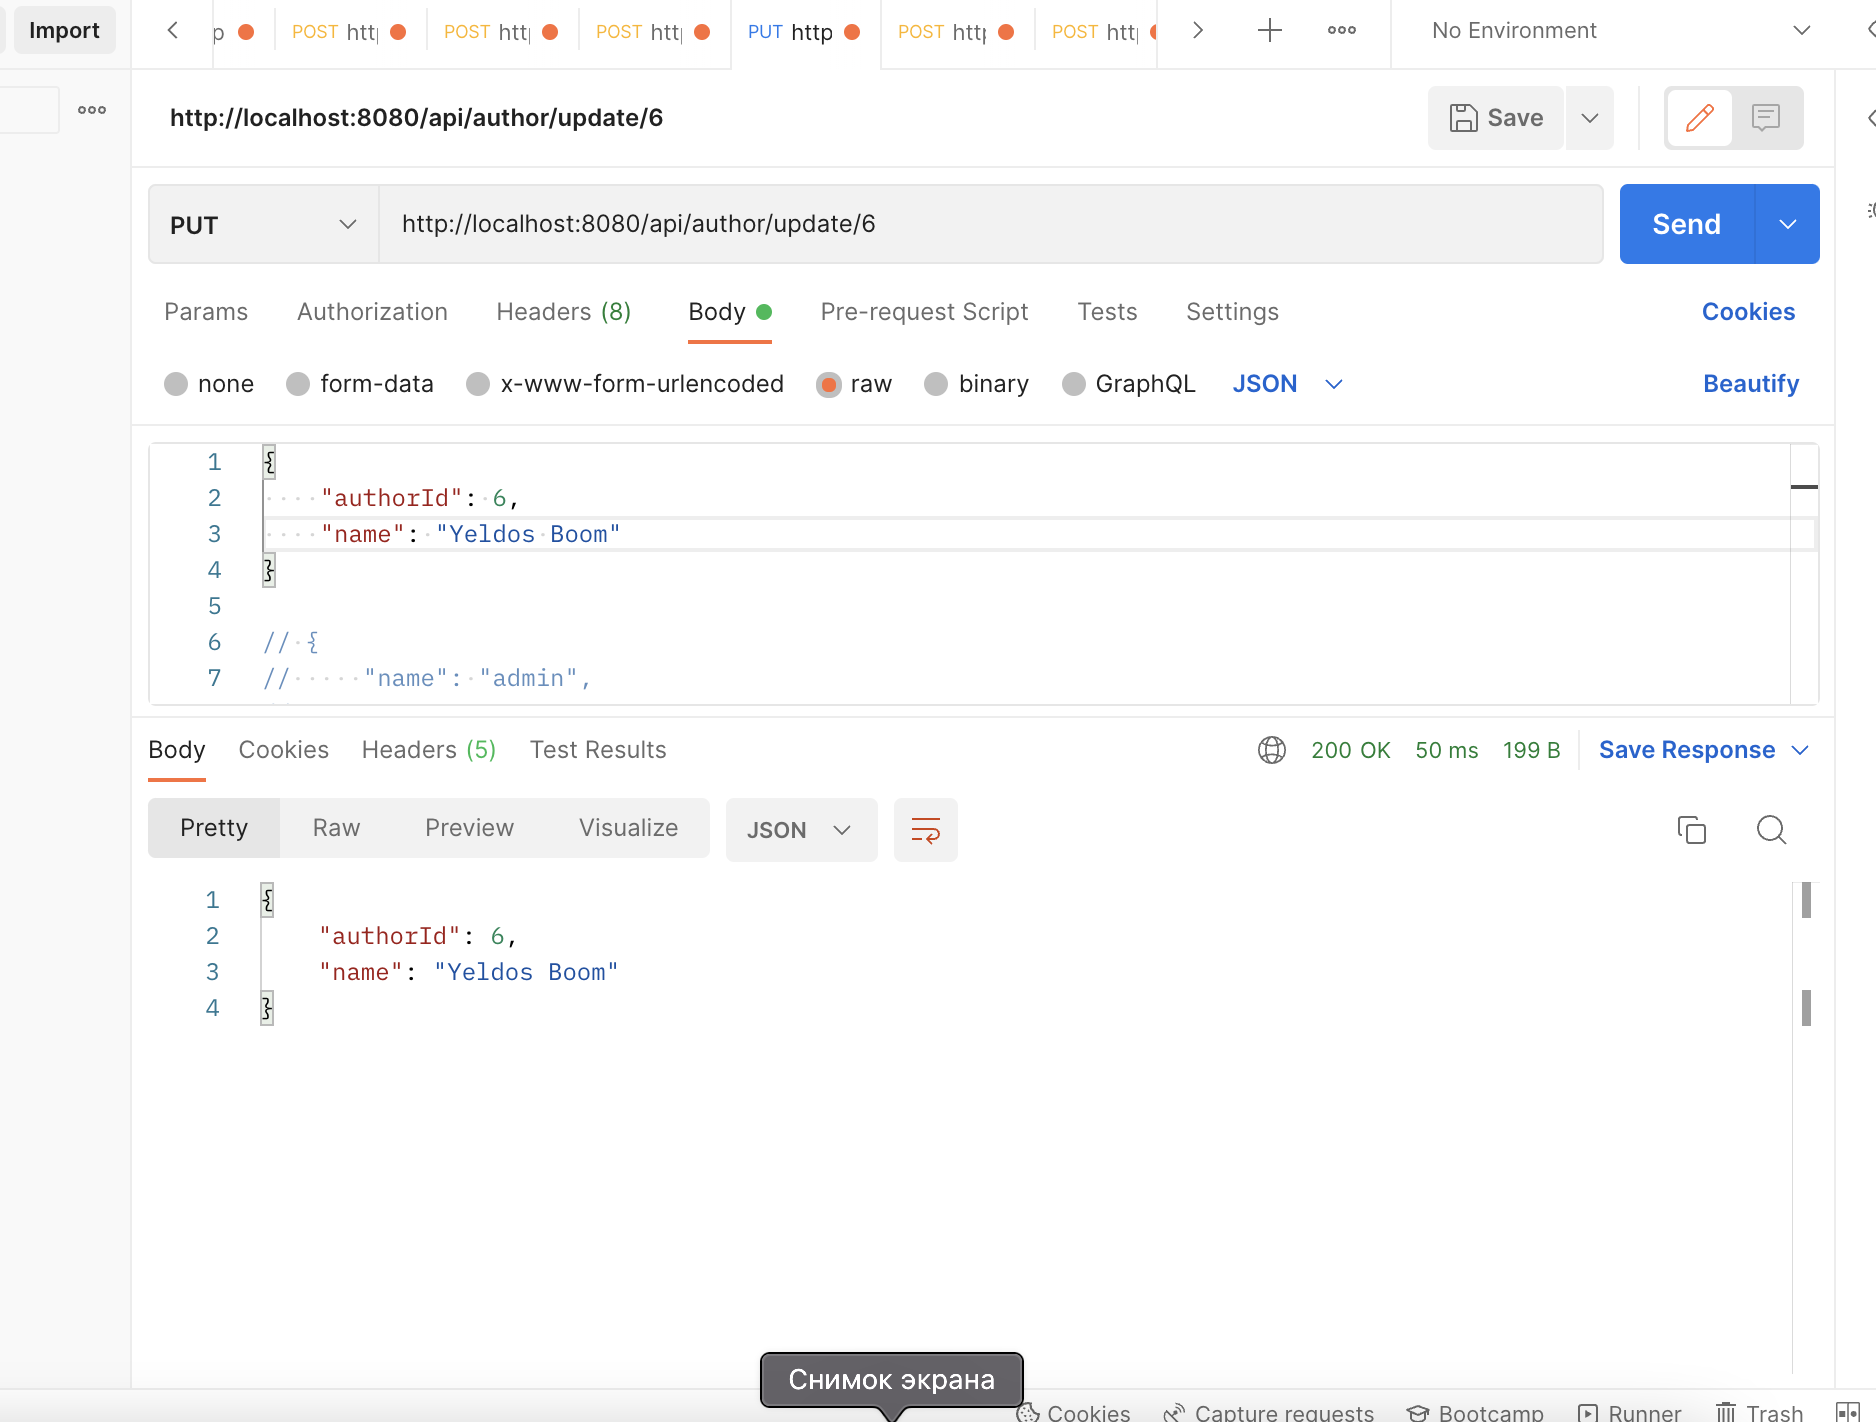 Import
p POST htt POST htt POST htt PUT http POST htt POST htt No Environment
http://localhost:8080/api/author/update/6
Save
PUT http://localhost:8080/api/author/update/6 Send
Params Authorization Headers (8) Body Pre-request Script Tests Settings Cookies
none form-data x-www-form-urlencoded raw binary GraphQL JSON Beautify
1 {
2 "authorId": 6,
3 "name": "Yeldos Boom"
4 }
5
6 // {
7 // "name": "admin",
Body Cookies Headers (5) Test Results 200 OK 50 ms 199 B Save Response
Pretty Raw Preview Visualize JSON
1 {
2 "authorId": 6,
3 "name": "Yeldos Boom"
4 }
Снимок экрана
Cookies Capture requests Bootcamp Runner Trash